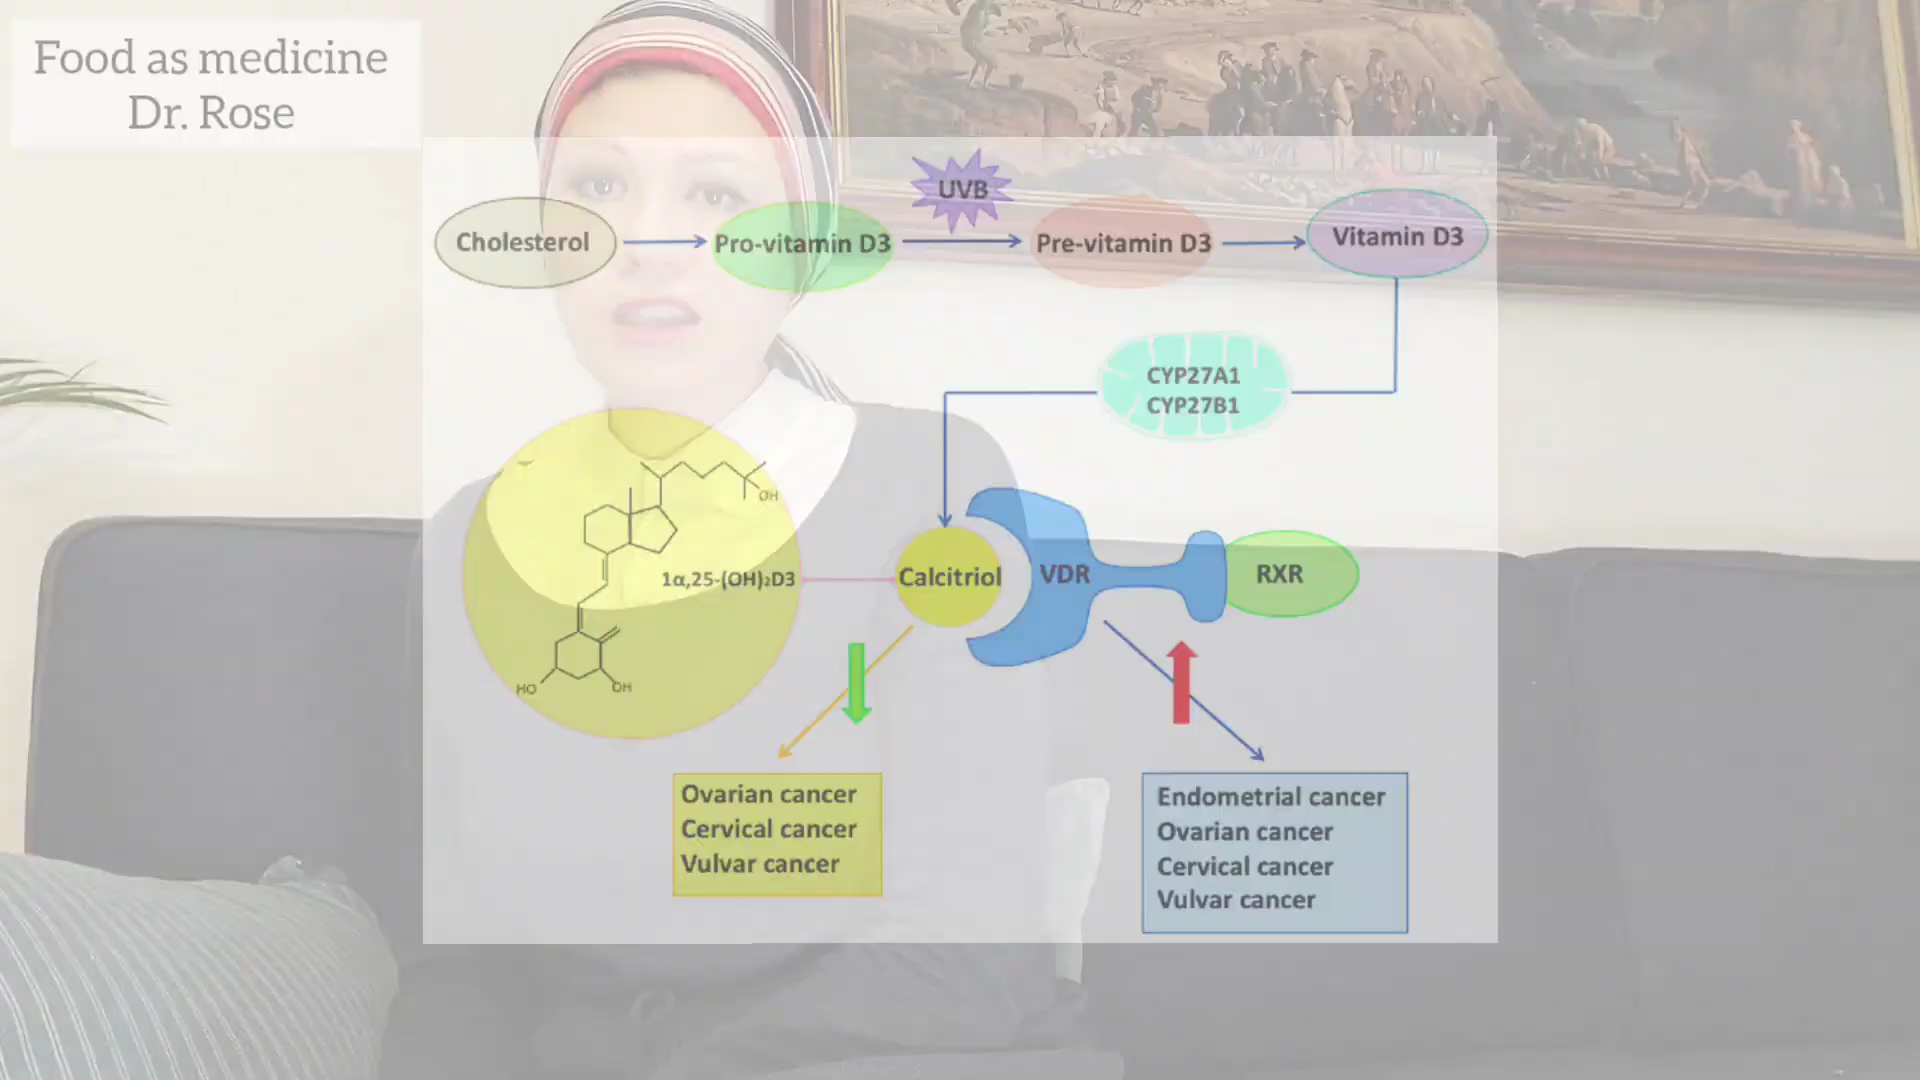 Food as medicine
Dr. Rose
UVB
Cholesterol
Pro-vitamin D3
Pre-vitamin D3
Vitamin D3
CYP27A1
CYP27B1
OH
1α,25-(OH)₂D3
Calcitriol
VDR
RXR
HO
OH
Ovarian cancer
Cervical cancer
Vulvar cancer
Endometrial cancer
Ovarian cancer
Cervical cancer
Vulvar cancer